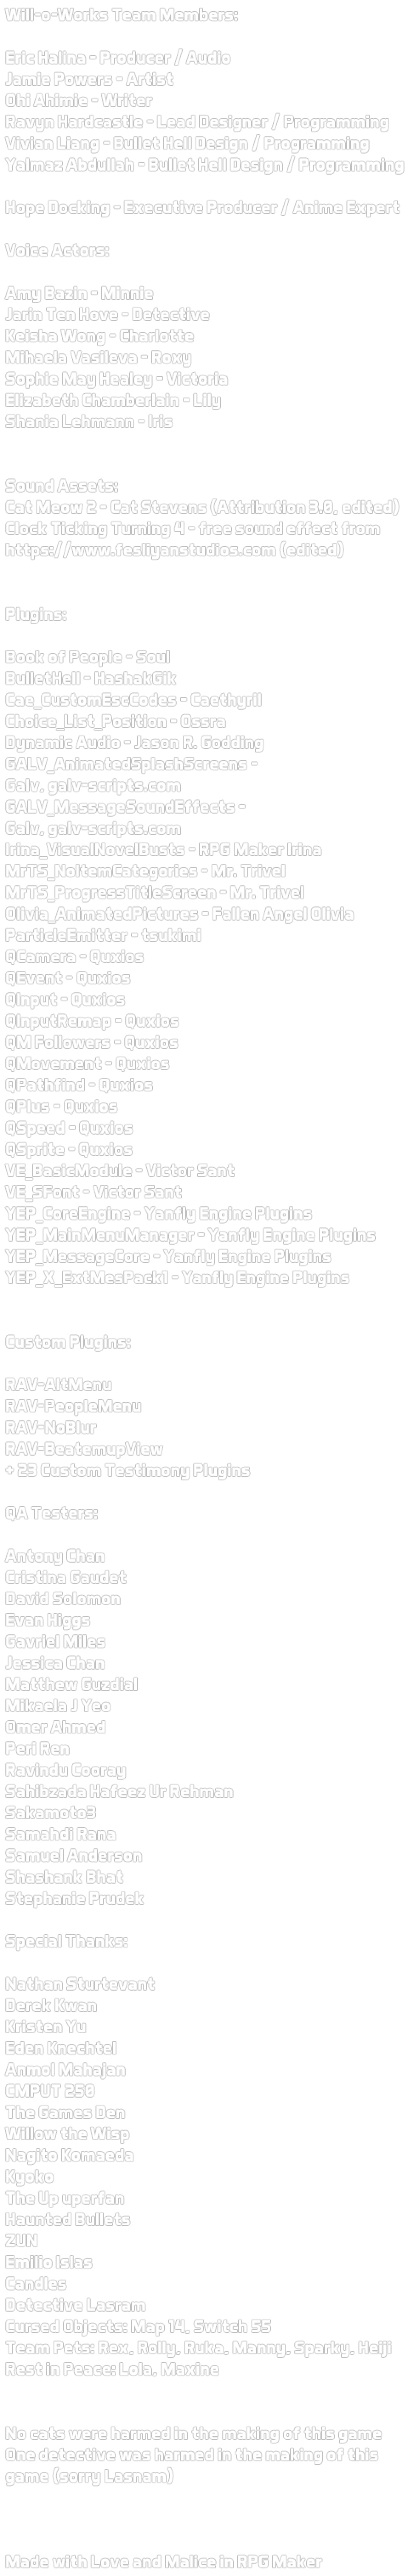 Will-o-Works Team Members:
Eric Halina - Producer / Audio
Jamie Powers - Artist
Ohi Ahimie - Writer
Ravyn Hardcastle - Lead Designer / Programming
Vivian Liang - Bullet Hell Design / Programming
Yalmaz Abdullah - Bullet Hell Design / Programming
Hope Docking - Executive Producer / Anime Expert
Voice Actors:
Amy Bazin - Minnie
Jarin Ten Hove - Detective
Keisha Wong - Charlotte
Mihaela Vasileva - Roxy
Sophie May Healey - Victoria
Elizabeth Chamberlain - Lily
Shania Lehmann - Iris
Sound Assets:
Cat Meow 2 - Cat Stevens (Attribution 3.0, edited)
Clock Ticking Turning 4 - free sound effect from
https://www.fesliyanstudios.com (edited)
Plugins:
Book of People - Soul
BulletHell - HashakGik
Cae_CustomEscCodes - Caethyril
Choice_List_Position - Ossra
Dynamic Audio - Jason R. Godding
GALV_AnimatedSplashScreens -
Galv, galv-scripts.com
GALV_MessageSoundEffects -
Galv, galv-scripts.com
Irina_VisualNovelBusts - RPG Maker Irina
MrTS_NoItemCategories - Mr. Trivel
MrTS_ProgressTitleScreen - Mr. Trivel
Olivia_AnimatedPictures - Fallen Angel Olivia
ParticleEmitter - tsukimi
QCamera - Quxios
QEvent - Quxios
QInput - Quxios
QInputRemap - Quxios
QM Followers - Quxios
QMovement - Quxios
QPathfind - Quxios
QPlus - Quxios
QSpeed - Quxios
QSprite - Quxios
VE_BasicModule - Victor Sant
VE_SFont - Victor Sant
YEP_CoreEngine - Yanfly Engine Plugins
YEP_MainMenuManager - Yanfly Engine Plugins
YEP_MessageCore - Yanfly Engine Plugins
YEP_X_ExtMesPack1 - Yanfly Engine Plugins
Custom Plugins:
RAV-AltMenu
RAV-PeopleMenu
RAV-NoBlur
RAV-BeatemupView
+ 23 Custom Testimony Plugins
QA Testers:
Antony Chan
Cristina Gaudet
David Solomon
Evan Higgs
Gavriel Miles
Jessica Chan
Matthew Guzdial
Mikaela J Yeo
Omer Ahmed
Peri Ren
Ravindu Cooray
Sahibzada Hafeez Ur Rehman
Sakamoto3
Samahdi Rana
Samuel Anderson
Shashank Bhat
Stephanie Prudek
Special Thanks:
Nathan Sturtevant
Derek Kwan
Kristen Yu
Eden Knechtel
Anmol Mahajan
CMPUT 250
The Games Den
Willow the Wisp
Nagito Komaeda
Kyoko
The Up uperfan
Haunted Bullets
ZUN
Emilio Islas
Candles
Detective Lasram
Cursed Objects: Map 14, Switch 55
Team Pets: Rex, Rolly, Ruka, Manny, Sparky, Heiji
Rest in Peace: Lola, Maxine
No cats were harmed in the making of this game
One detective was harmed in the making of this
game (sorry Lasnam)
Made with Love and Malice in RPG Maker